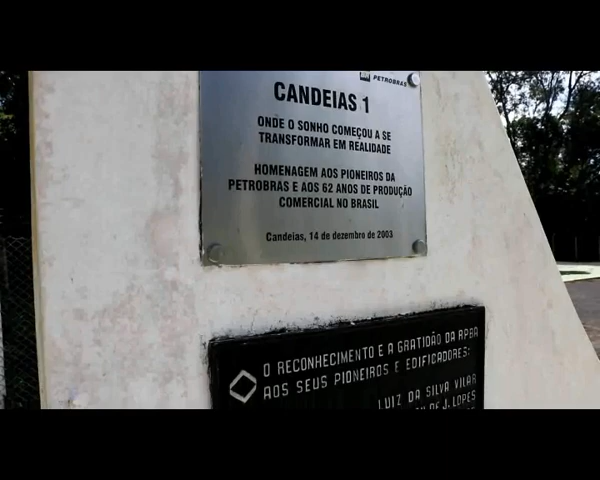 PETROBRAS
CANDEIAS 1
ONDE O SONHO COMEÇOU A SE
TRANSFORMAR EM REALIDADE
HOMENAGEM AOS PIONEIROS DA
PETROBRAS E AOS 62 ANOS DE PRODUÇÃO
COMERCIAL NO BRASIL
Candeias, 14 de dezembro de 2003
O RECONHECIMENTO E A GRATIDÃO DA RPBA
AOS SEUS PIONEIROS E EDIFICADORES:
LUIZ DA SILVA VILAR
DE J. LOPES